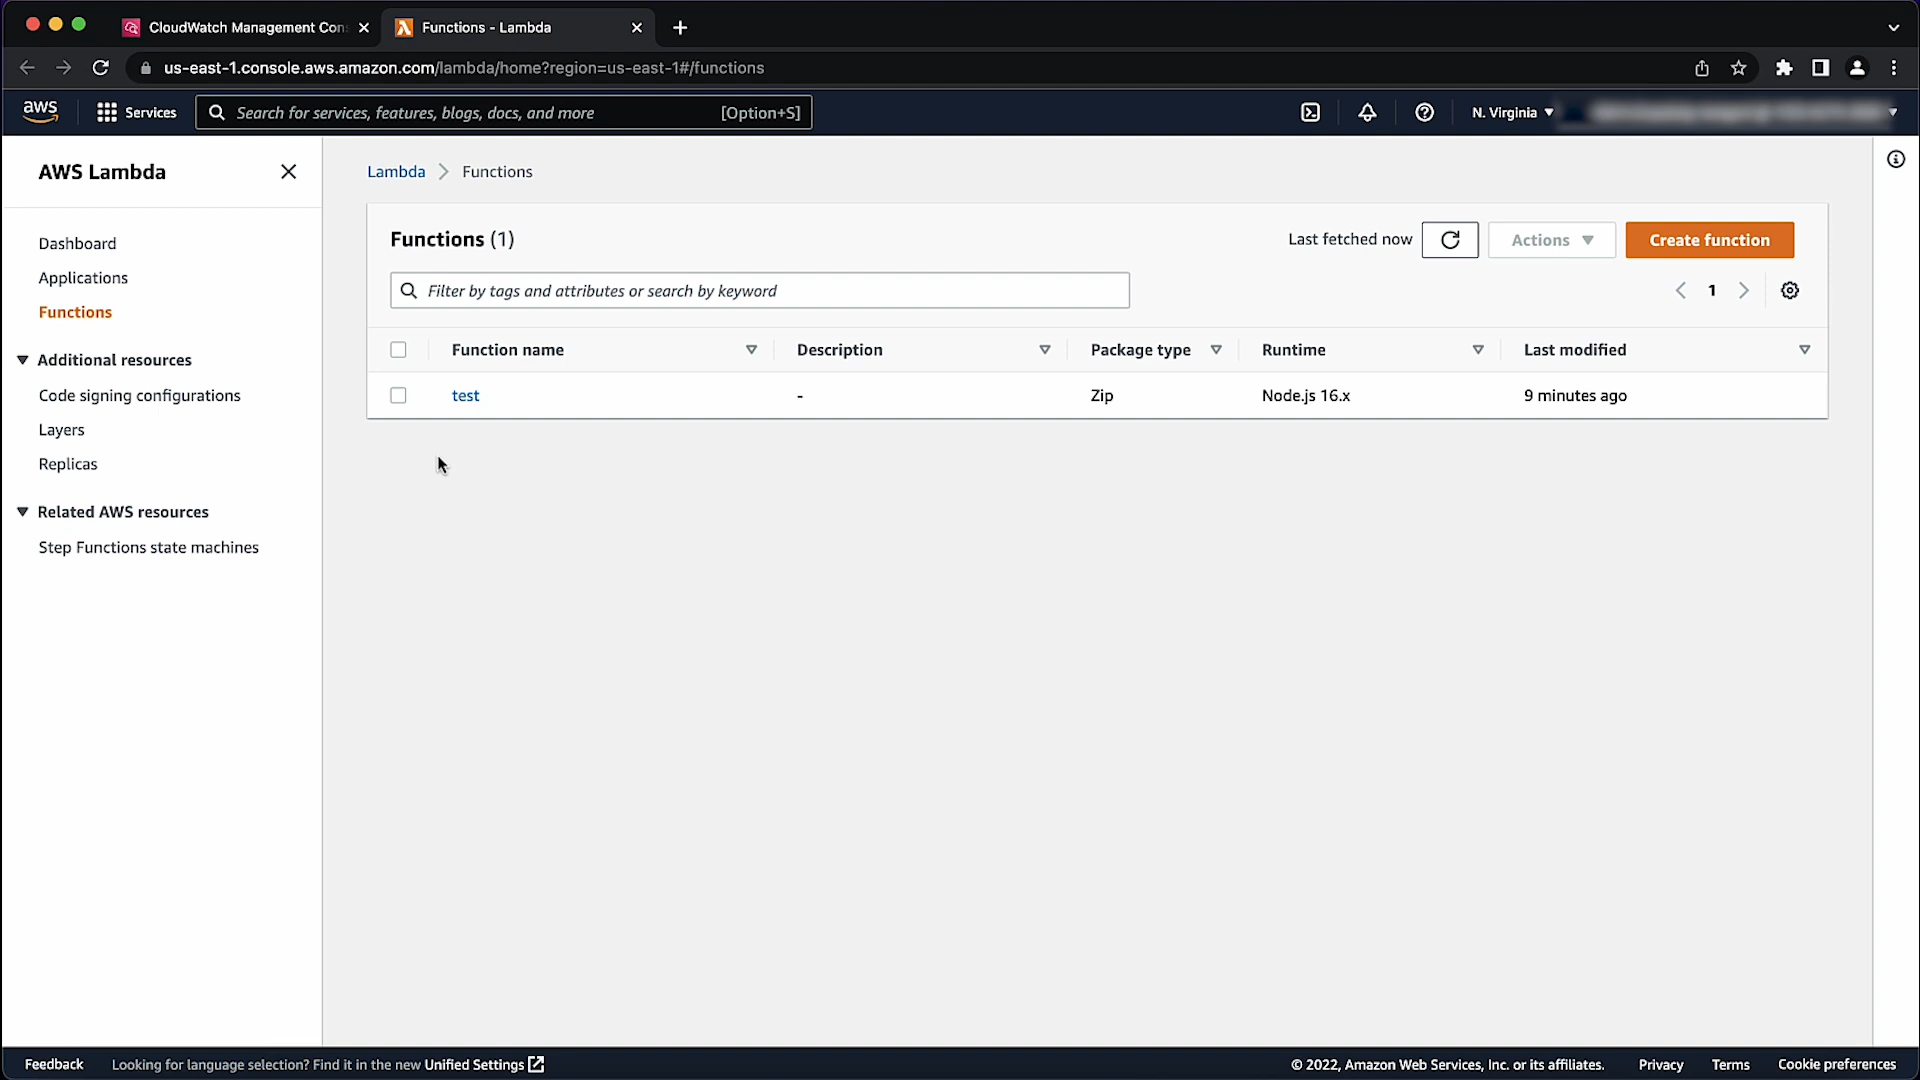 CloudWatch Management Con
Functions - Lambda
us-east-1.console.aws.amazon.com/lambda/home?region=us-east-1#/functions
aws
Services
Search for services, features, blogs, docs, and more
[Option+S]
N. Virginia
AWS Lambda
Dashboard
Applications
Functions
Additional resources
Code signing configurations
Layers
Replicas
Related AWS resources
Step Functions state machines
Lambda
Functions
Functions (1)
Last fetched now
Actions
Create function
Filter by tags and attributes or search by keyword
1
Function name
Description
Package type
Runtime
Last modified
test
-
Zip
Node.js 16.x
9 minutes ago
Feedback
Looking for language selection? Find it in the new Unified Settings
© 2022, Amazon Web Services, Inc. or its affiliates.
Privacy
Terms
Cookie preferences